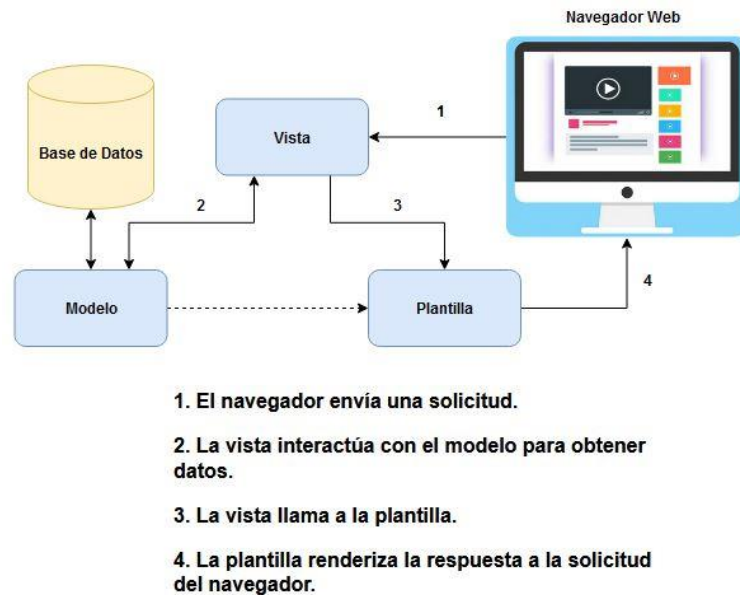 Navegador Web
1
Vista
Base de Datos
2
3
4
Modelo
Plantilla
1. El navegador envía una solicitud.
2. La vista interactúa con el modelo para obtener
datos.
3. La vista llama a la plantilla.
4. La plantilla renderiza la respuesta a la solicitud
del navegador.